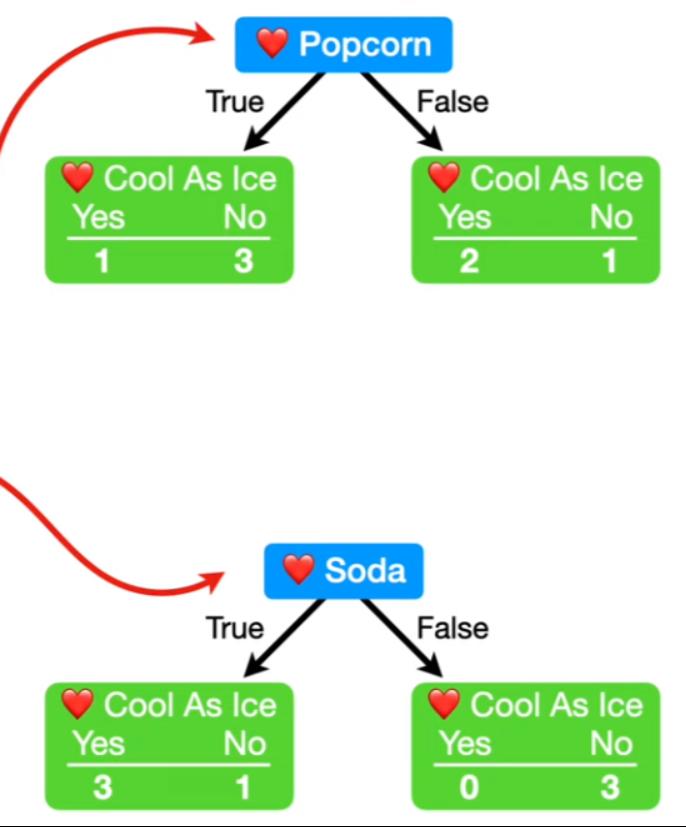 ❤️ Popcorn
True False
❤️ Cool As Ice ❤️ Cool As Ice
Yes No Yes No
1 3 2 1
❤️ Soda
True False
❤️ Cool As Ice ❤️ Cool As Ice
Yes No Yes No
3 1 0 3